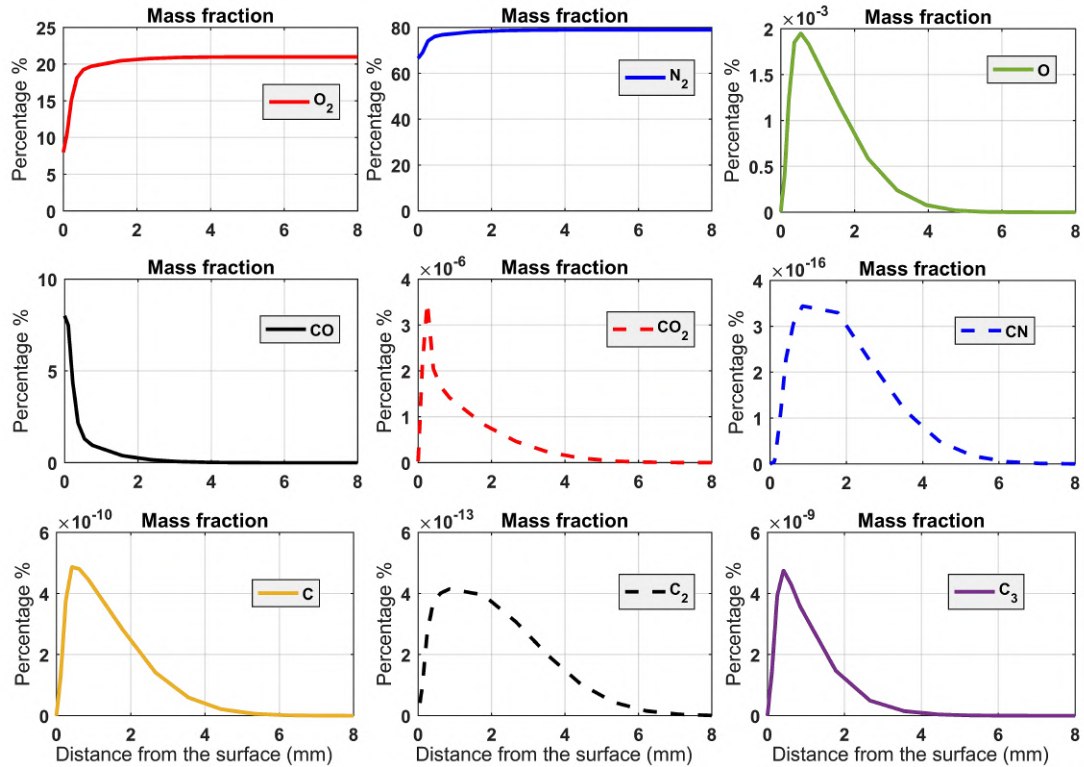 Mass fraction
Percentage %
25
20
15
10
5
0
0 2 4 6 8
O2
Mass fraction
Percentage %
80
60
40
20
0
0 2 4 6 8
N2
×10-3
Mass fraction
Percentage %
2
1.5
1
0.5
0
0 2 4 6 8
O
Mass fraction
Percentage %
10
5
0
0 2 4 6 8
CO
×10-6
Mass fraction
Percentage %
4
3
2
1
0
0 2 4 6 8
CO2
×10-16
Mass fraction
Percentage %
4
3
2
1
0
0 2 4 6 8
CN
×10-10
Mass fraction
Percentage %
6
4
2
0
0 2 4 6 8
C
Distance from the surface (mm)
×10-13
Mass fraction
Percentage %
6
4
2
0
0 2 4 6 8
C2
Distance from the surface (mm)
×10-9
Mass fraction
Percentage %
6
4
2
0
0 2 4 6 8
C3
Distance from the surface (mm)